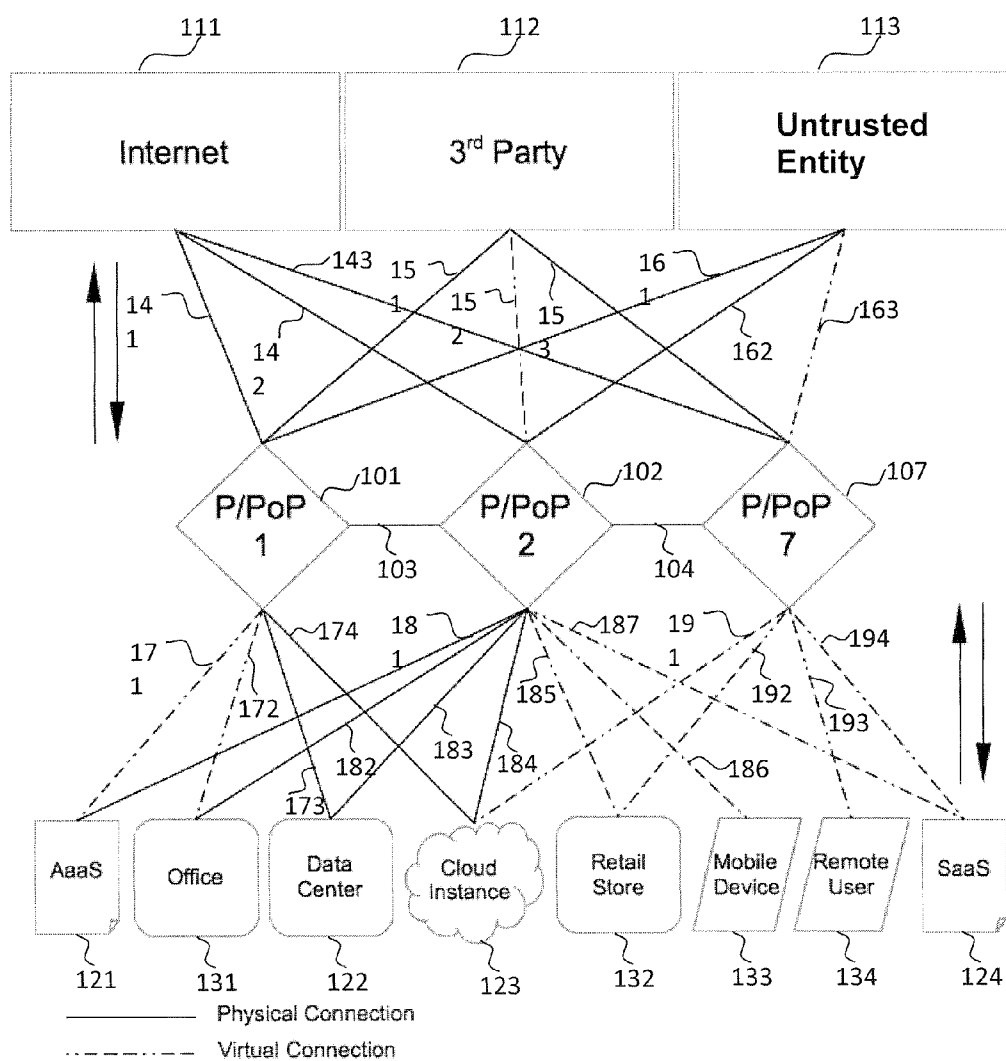 111
112
113
Internet
3rd Party
Untrusted
Entity
143
15
1
15
2
15
3
16
1
14
1
14
2
162
163
101
102
107
P/PoP
1
P/PoP
2
P/PoP
7
103
104
17
1
172
174
18
1
187
19
1
194
185
192
193
182
183
184
186
173
AaaS
Office
Data
Center
Cloud
Instance
Retail
Store
Mobile
Device
Remote
User
SaaS
121
131
122
123
132
133
134
124
Physical Connection
Virtual Connection